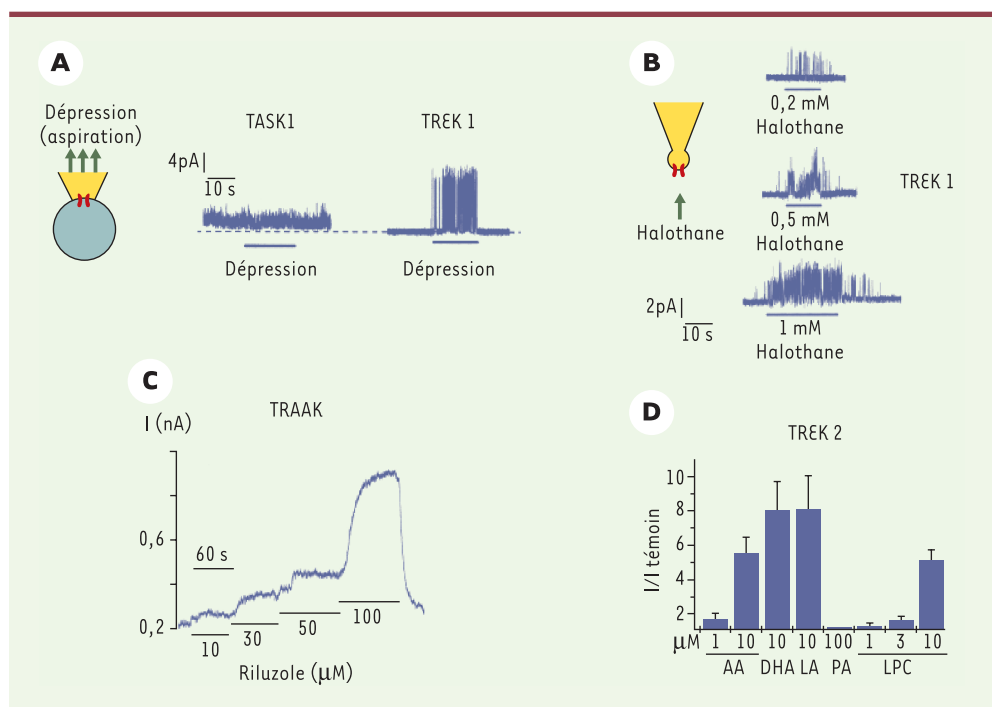 A
Dépression
(aspiration)
TASK1
TREK 1
4pA
10 s
Dépression
Dépression
B
Halothane
0,2 mM
Halothane
0,5 mM
Halothane
TREK 1
2pA
10 s
1 mM
Halothane
C
TRAAK
I (nA)
0,6
0,2
60 s
10
30
50
100
Riluzole (μM)
D
TREK 2
I/I témoin
10
8
6
4
2
μM 1 10 10 10 100 1 3 10
AA DHA LA PA LPC